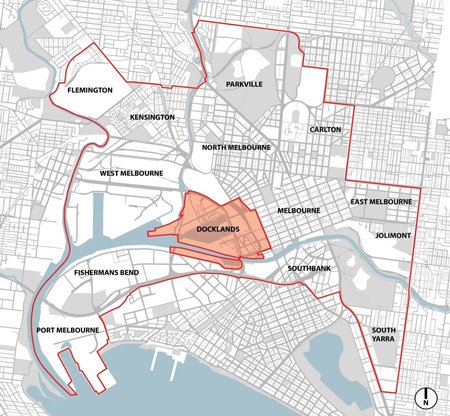 FLEMINGTON
PARKVILLE
KENSINGTON
CARLTON
NORTH MELBOURNE
WEST MELBOURNE
EAST MELBOURNE
MELBOURNE
DOCKLANDS
JOLIMONT
FISHERMANS BEND
SOUTHBANK
PORT MELBOURNE
SOUTH
YARRA
N